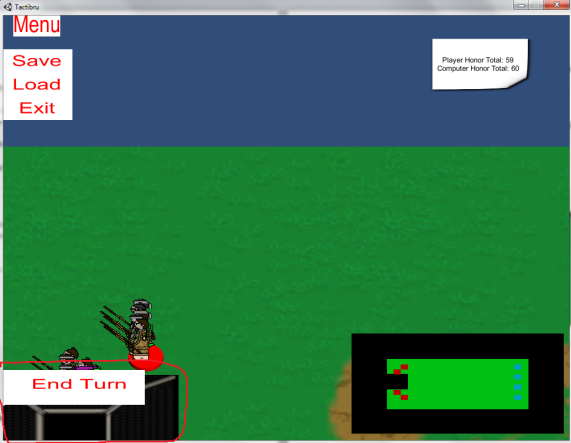 Tactibru
Menu
Save
Load
Exit
Player Honor Total: 59
Computer Honor Total: 60
End Turn